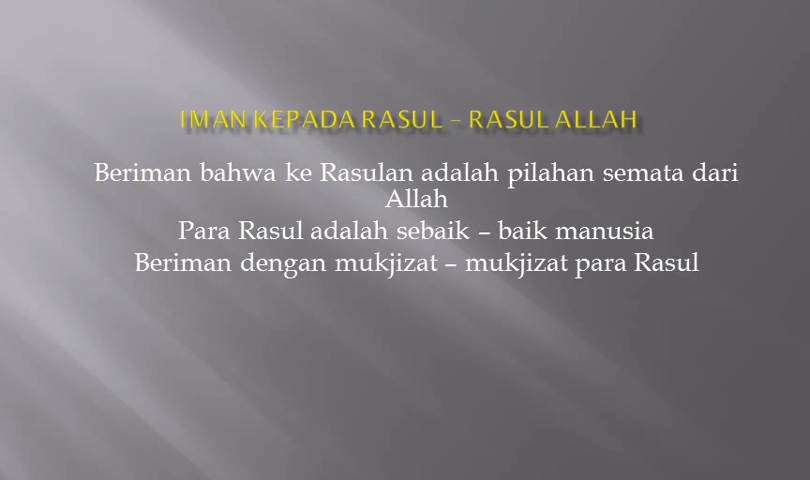 IMAN KEPADA RASUL – RASUL ALLAH
Beriman bahwa ke Rasulan adalah pilahan semata dari
Allah
Para Rasul adalah sebaik – baik manusia
Beriman dengan mukjizat – mukjizat para Rasul